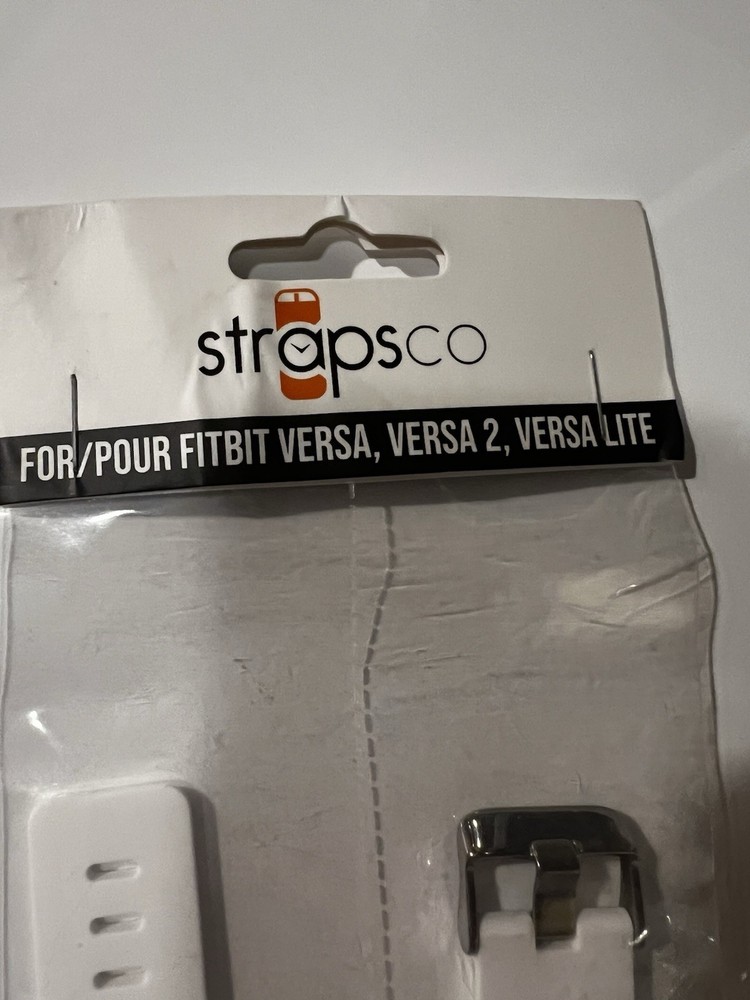 strapsco
FOR/POUR FITBIT VERSA, VERSA 2, VERSA LITE